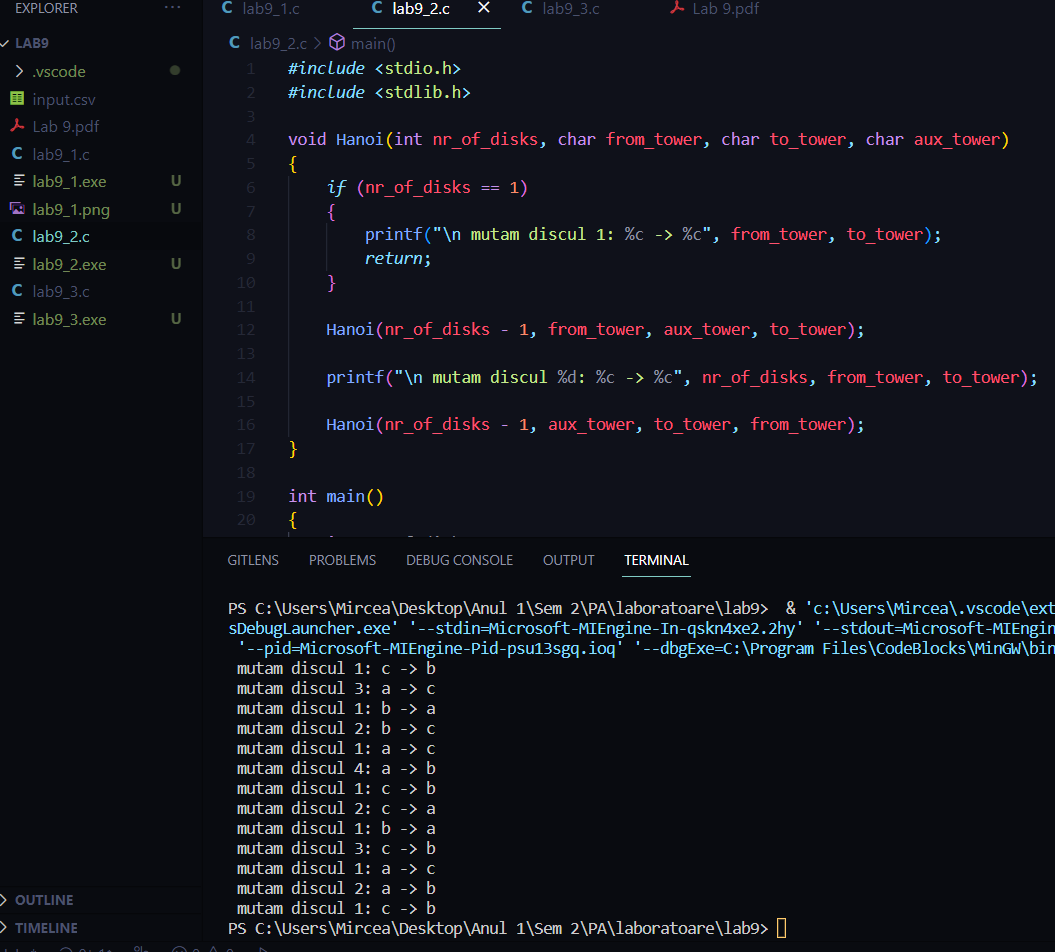 EXPLORER ...
LAB9
.vscode
input.csv
Lab 9.pdf
lab9_1.c
lab9_1.exe U
lab9_1.png U
lab9_2.c
lab9_2.exe U
lab9_3.c
lab9_3.exe U
OUTLINE
TIMELINE
C lab9_1.c C lab9_2.c × C lab9_3.c Lab 9.pdf
C lab9_2.c > main()
1 #include <stdio.h>
2 #include <stdlib.h>
3
4 void Hanoi(int nr_of_disks, char from_tower, char to_tower, char aux_tower)
5 {
6 if (nr_of_disks == 1)
7 {
8 printf("\n mutam discul 1: %c -> %c", from_tower, to_tower);
9 return;
10 }
11
12 Hanoi(nr_of_disks - 1, from_tower, aux_tower, to_tower);
13
14 printf("\n mutam discul %d: %c -> %c", nr_of_disks, from_tower, to_tower);
15
16 Hanoi(nr_of_disks - 1, aux_tower, to_tower, from_tower);
17 }
18
19 int main()
20 {
GITLENS PROBLEMS DEBUG CONSOLE OUTPUT TERMINAL
PS C:\Users\Mircea\Desktop\Anul 1\Sem 2\PA\laboratoare\lab9> & 'c:\Users\Mircea\.vscode\ext
sDebugLauncher.exe' '--stdin=Microsoft-MIEngine-In-qskn4xe2.2hy' '--stdout=Microsoft-MIEngin
'--pid=Microsoft-MIEngine-Pid-psu13sgq.ioq' '--dbgExe=C:\Program Files\CodeBlocks\MinGW\bin
mutam discul 1: c -> b
mutam discul 3: a -> c
mutam discul 1: b -> a
mutam discul 2: b -> c
mutam discul 1: a -> c
mutam discul 4: a -> b
mutam discul 1: c -> b
mutam discul 2: c -> a
mutam discul 1: b -> a
mutam discul 3: c -> b
mutam discul 1: a -> c
mutam discul 2: a -> b
mutam discul 1: c -> b
PS C:\Users\Mircea\Desktop\Anul 1\Sem 2\PA\laboratoare\lab9>